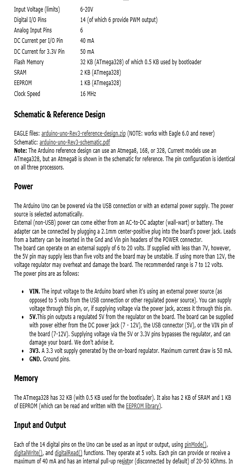 Input Voltage (limits) 6-20V
Digital I/O Pins 14 (of which 6 provide PWM output)
Analog Input Pins 6
DC Current per I/O Pin 40 mA
DC Current for 3.3V Pin 50 mA
Flash Memory 32 KB (ATmega328) of which 0.5 KB used by bootloader
SRAM 2 KB (ATmega328)
EEPROM 1 KB (ATmega328)
Clock Speed 16 MHz
Schematic & Reference Design
EAGLE files: arduino-uno-Rev3-reference-design.zip (NOTE: works with Eagle 6.0 and newer)
Schematic: arduino-uno-Rev3-schematic.pdf
Note: The Arduino reference design can use an Atmega8, 168, or 328, Current models use an
ATmega328, but an Atmega8 is shown in the schematic for reference. The pin configuration is identical
on all three processors.
Power
The Arduino Uno can be powered via the USB connection or with an external power supply. The power
source is selected automatically.
External (non-USB) power can come either from an AC-to-DC adapter (wall-wart) or battery. The
adapter can be connected by plugging a 2.1mm center-positive plug into the board's power jack. Leads
from a battery can be inserted in the Gnd and Vin pin headers of the POWER connector.
The board can operate on an external supply of 6 to 20 volts. If supplied with less than 7V, however,
the 5V pin may supply less than five volts and the board may be unstable. If using more than 12V, the
voltage regulator may overheat and damage the board. The recommended range is 7 to 12 volts.
The power pins are as follows:
♦ VIN. The input voltage to the Arduino board when it's using an external power source (as
opposed to 5 volts from the USB connection or other regulated power source). You can supply
voltage through this pin, or, if supplying voltage via the power jack, access it through this pin.
♦ 5V.This pin outputs a regulated 5V from the regulator on the board. The board can be supplied
with power either from the DC power jack (7 - 12V), the USB connector (5V), or the VIN pin of
the board (7-12V). Supplying voltage via the 5V or 3.3V pins bypasses the regulator, and can
damage your board. We don't advise it.
♦ 3V3. A 3.3 volt supply generated by the on-board regulator. Maximum current draw is 50 mA.
♦ GND. Ground pins.
Memory
The ATmega328 has 32 KB (with 0.5 KB used for the bootloader). It also has 2 KB of SRAM and 1 KB
of EEPROM (which can be read and written with the EEPROM library).
Input and Output
Each of the 14 digital pins on the Uno can be used as an input or output, using pinMode(),
digitalWrite(), and digitalRead() functions. They operate at 5 volts. Each pin can provide or receive a
maximum of 40 mA and has an internal pull-up resistor (disconnected by default) of 20-50 kOhms. In